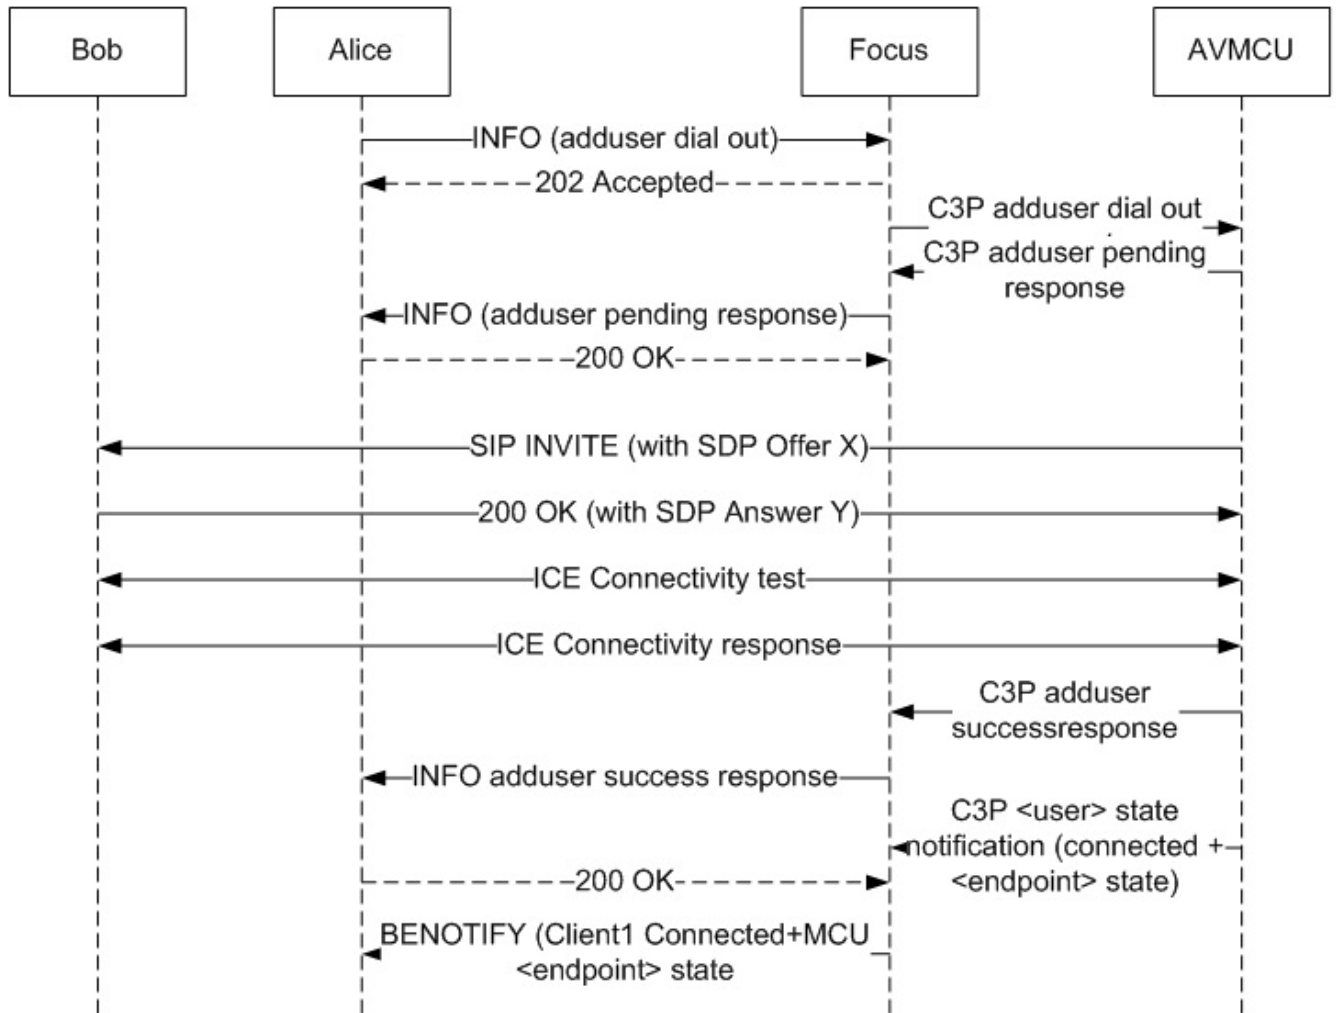 Bob
Alice
Focus
AVMCU
INFO (adduser dial out)
202 Accepted
C3P adduser dial out
C3P adduser pending
response
INFO (adduser pending response)
200 OK
SIP INVITE (with SDP Offer X)
200 OK (with SDP Answer Y)
ICE Connectivity test
ICE Connectivity response
C3P adduser
successresponse
INFO adduser success response
C3P <user> state
notification (connected +
<endpoint> state)
200 OK
BENOTIFY (Client1 Connected+MCU
<endpoint> state